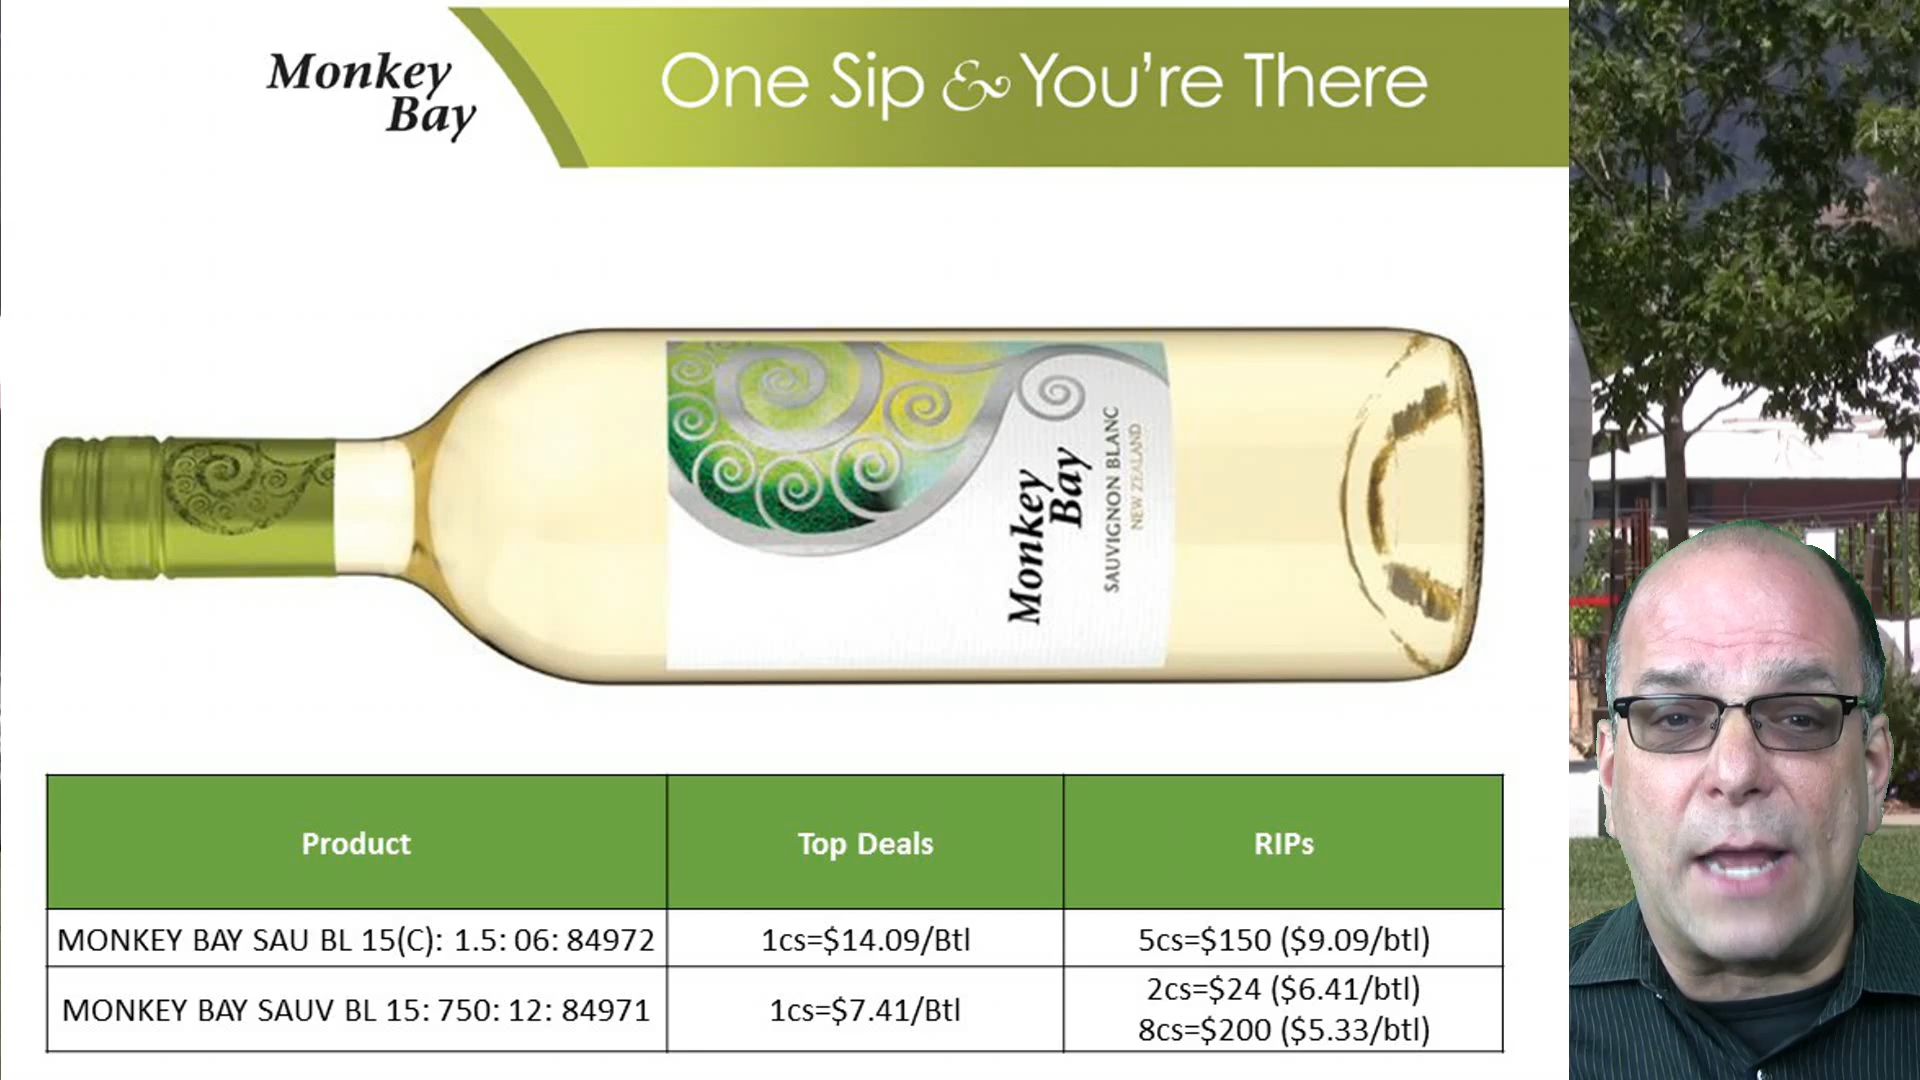 Monkey
Bay
One Sip & You're There
Monkey
Bay
SAUVIGNON BLANC
NEW ZEALAND
Product Top Deals RIPs
MONKEY BAY SAU BL 15(C): 1.5: 06: 84972 1cs=$14.09/Btl 5cs=$150 ($9.09/btl)
MONKEY BAY SAUV BL 15: 750: 12: 84971 1cs=$7.41/Btl 2cs=$24 ($6.41/btl)
8cs=$200 ($5.33/btl)